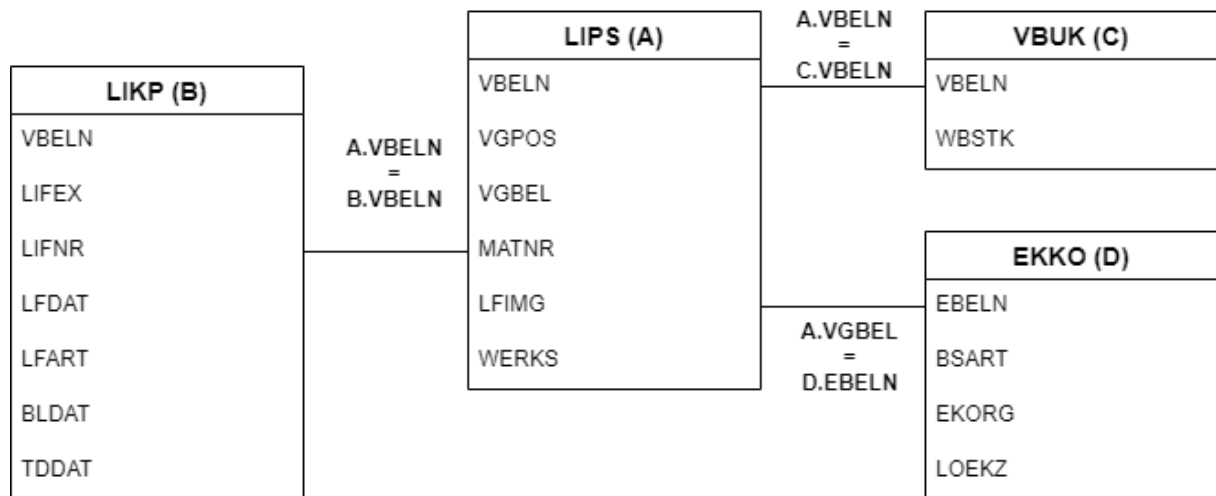 LIKP (B)
VBELN
LIFEX
LIFNR
LFDAT
LFART
BLDAT
TDDAT
A.VBELN
=
B.VBELN
LIPS (A)
VBELN
VGPOS
VGBEL
MATNR
LFIMG
WERKS
A.VBELN
=
C.VBELN
VBUK (C)
VBELN
WBSTK
A.VGBEL
=
D.EBELN
EKKO (D)
EBELN
BSART
EKORG
LOEKZ